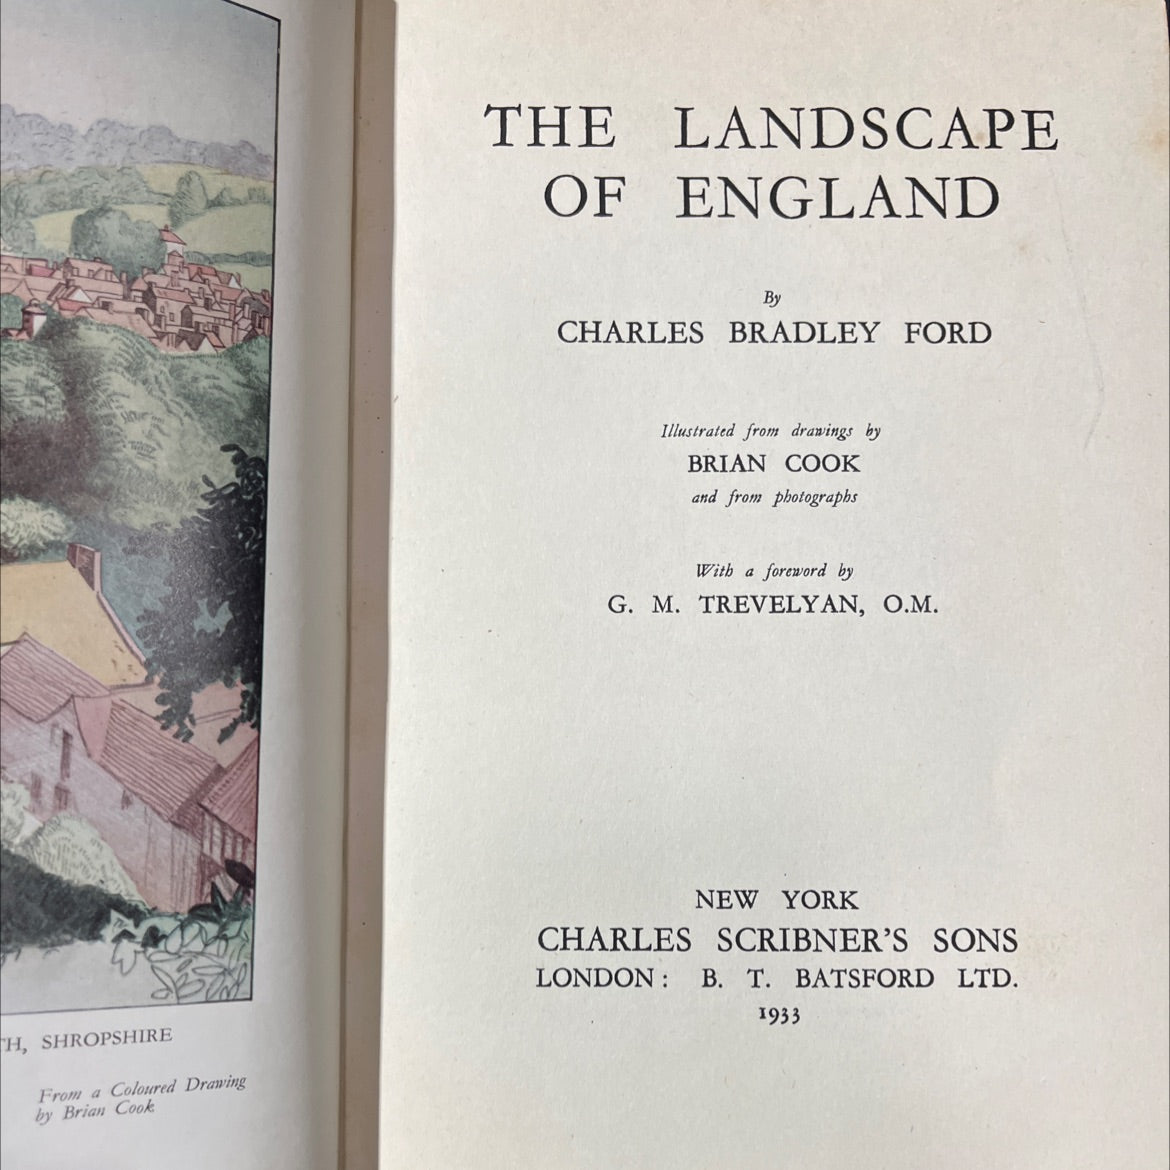 TH, SHROPSHIRE
From a Coloured Drawing
by Brian Cook
THE LANDSCAPE
OF ENGLAND
By
CHARLES BRADLEY FORD
Illustrated from drawings by
BRIAN COOK
and from photographs
With a foreword by
G. M. TREVELYAN, O.M.
NEW YORK
CHARLES SCRIBNER'S SONS
LONDON: B. T. BATSFORD LTD.
1933